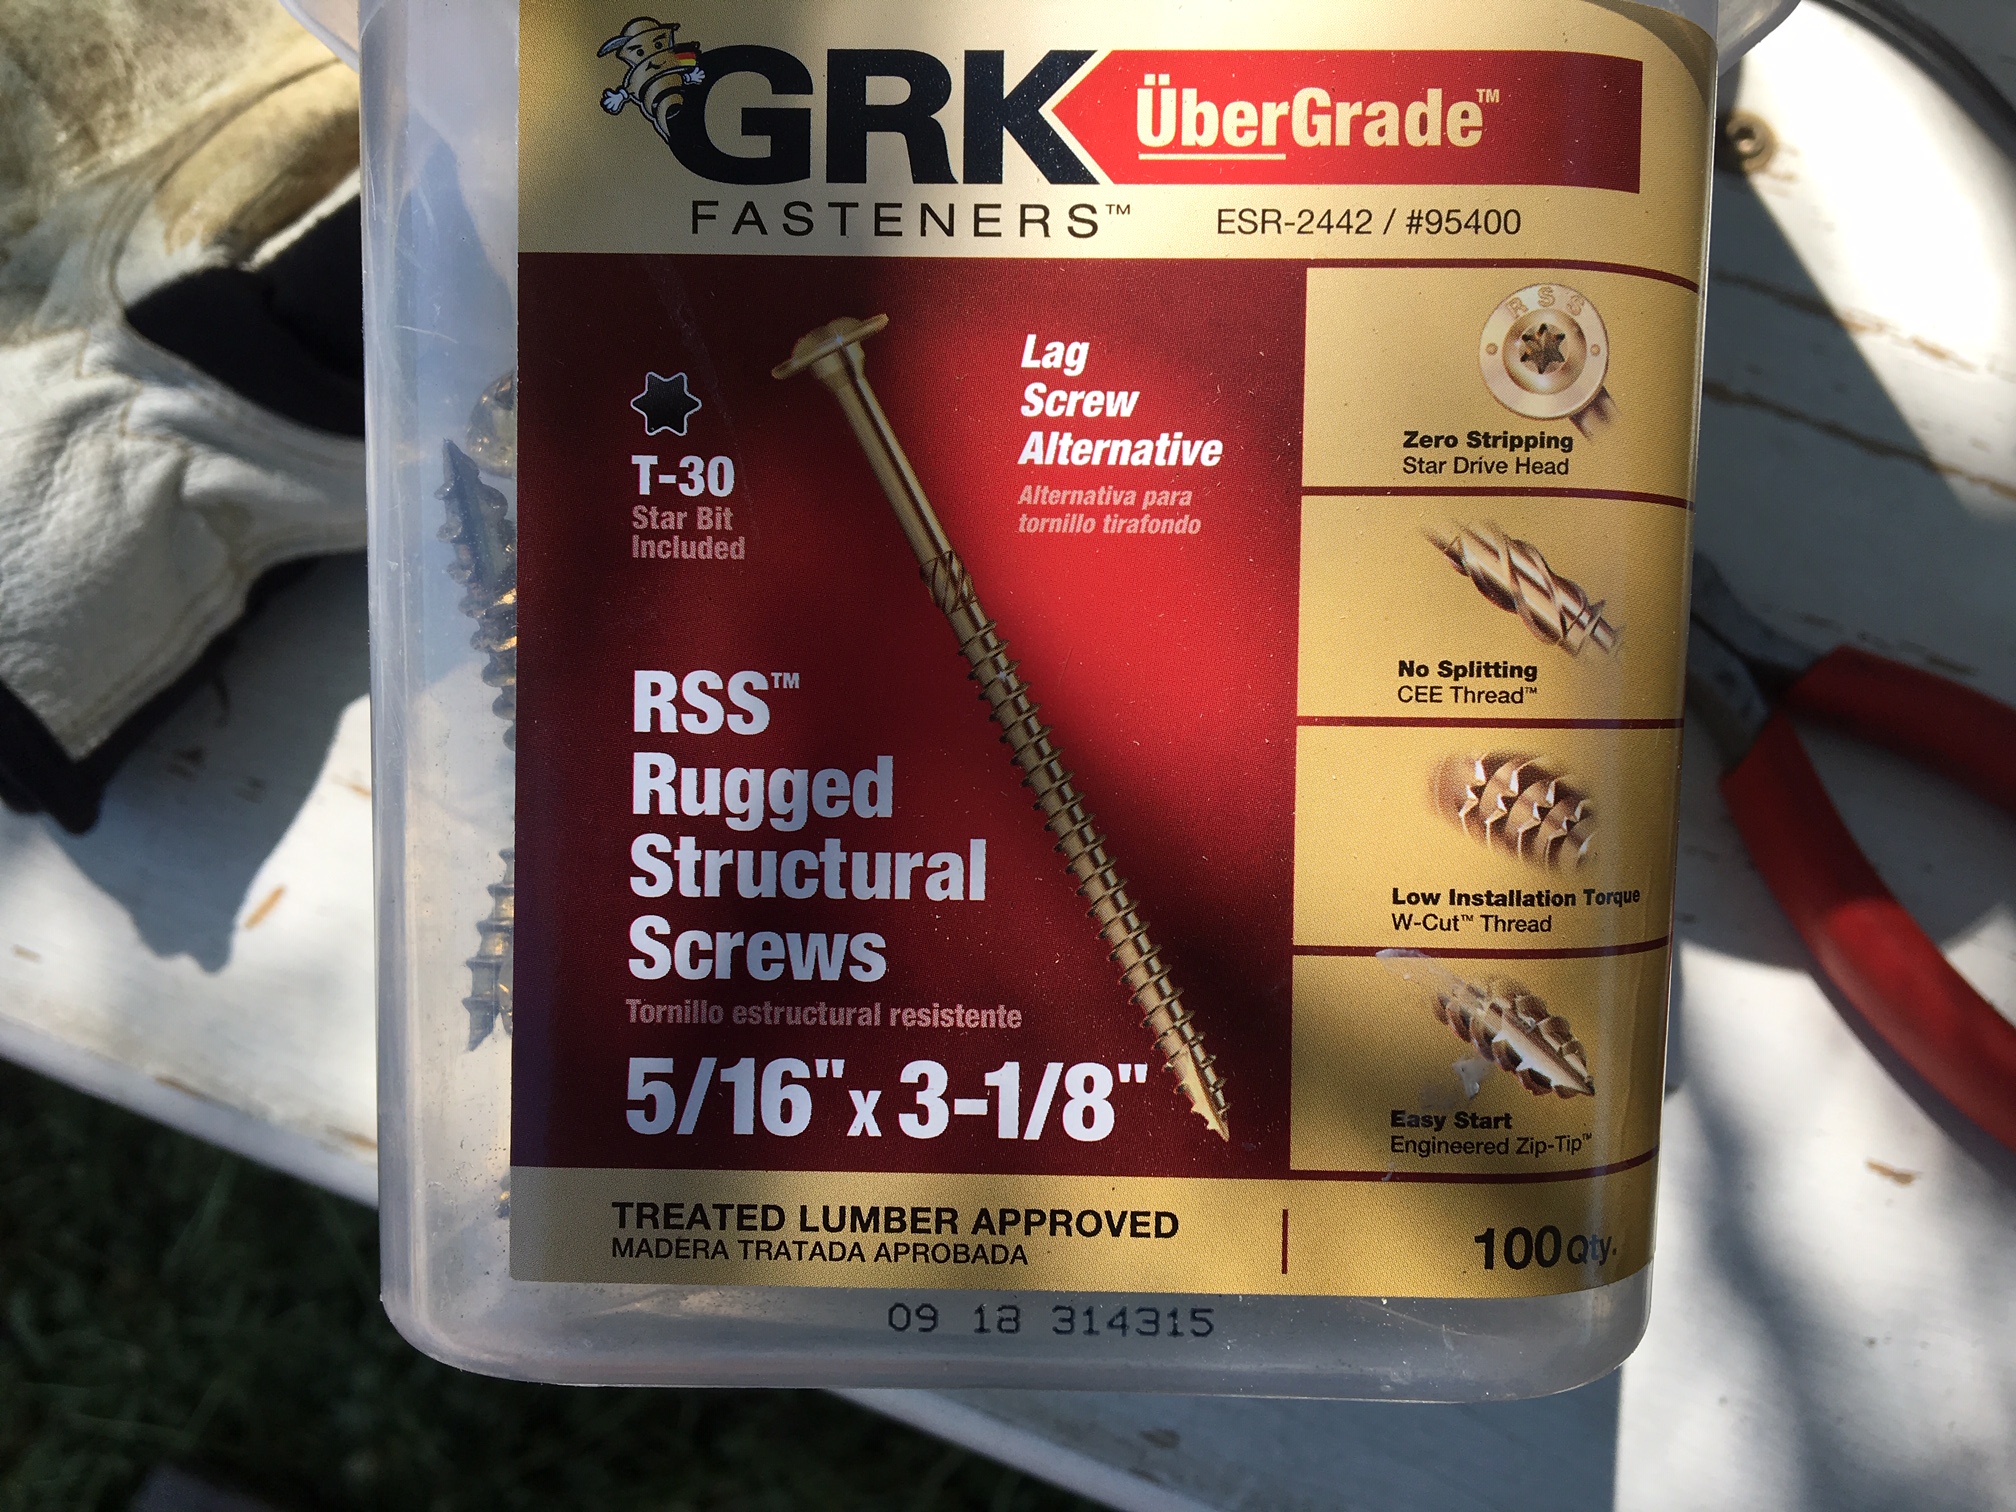 GRK ÜberGrade™
FASTENERS™ ESR-2442 / #95400
Lag
Screw
Alternative
Alternativa para
tornillo tirafondo
T-30
Star Bit
Included
RSS™
Rugged
Structural
Screws
Tornillo estructural resistente
5/16" x 3-1/8"
RSS
Zero Stripping
Star Drive Head
No Splitting
CEE Thread™
Low Installation Torque
W-Cut™ Thread
Easy Start
Engineered Zip-Tip™
TREATED LUMBER APPROVED
MADERA TRATADA APROBADA
100 Qty.
09 18 314315